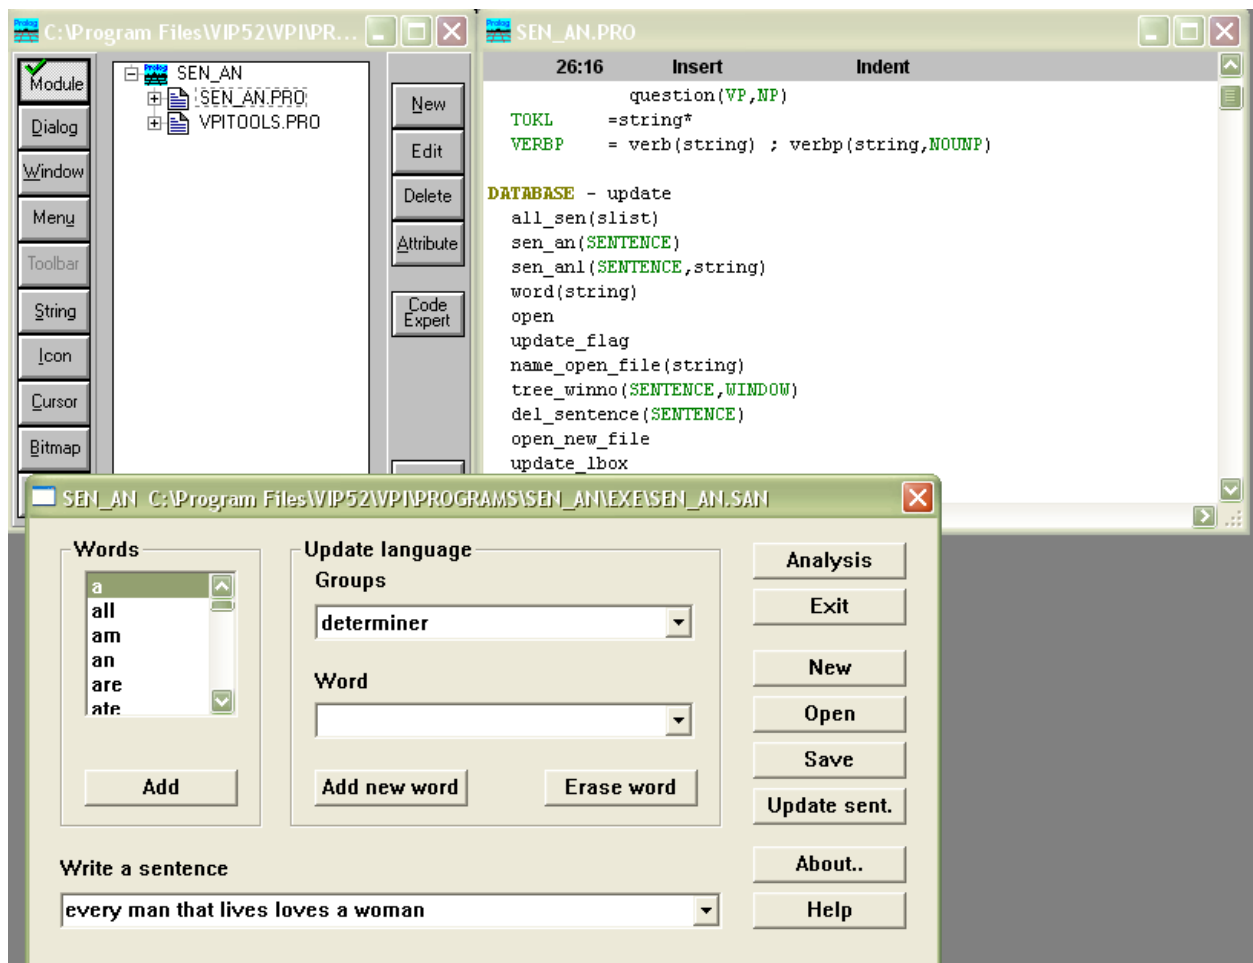 C:\Program Files\VIP52\VPI\PR...
Module
Dialog
Window
Menu
Toolbar
String
Icon
Cursor
Bitmap
SEN_AN
SEN_AN.PRO
VPITOOLS.PRO
New
Edit
Delete
Attribute
Code
Expert
SEN_AN.PRO
26:16 Insert Indent
question(VP,NP)
TOKL =string*
VERBP = verb(string) ; verbp(string,NOUNP)
DATABASE - update
all_sen(slist)
sen_an(SENTENCE)
sen_an1(SENTENCE,string)
word(string)
open
update_flag
name_open_file(string)
tree_winno(SENTENCE,WINDOW)
del_sentence(SENTENCE)
open_new_file
update_lbox
SEN_AN C:\Program Files\VIP52\VPI\PROGRAMS\SEN_AN\EXE\SEN_AN.SAN
Words
a
all
am
an
are
ate
Add
Update language
Groups
determiner
Word
Add new word Erase word
Analysis
Exit
New
Open
Save
Update sent.
About..
Help
Write a sentence
every man that lives loves a woman